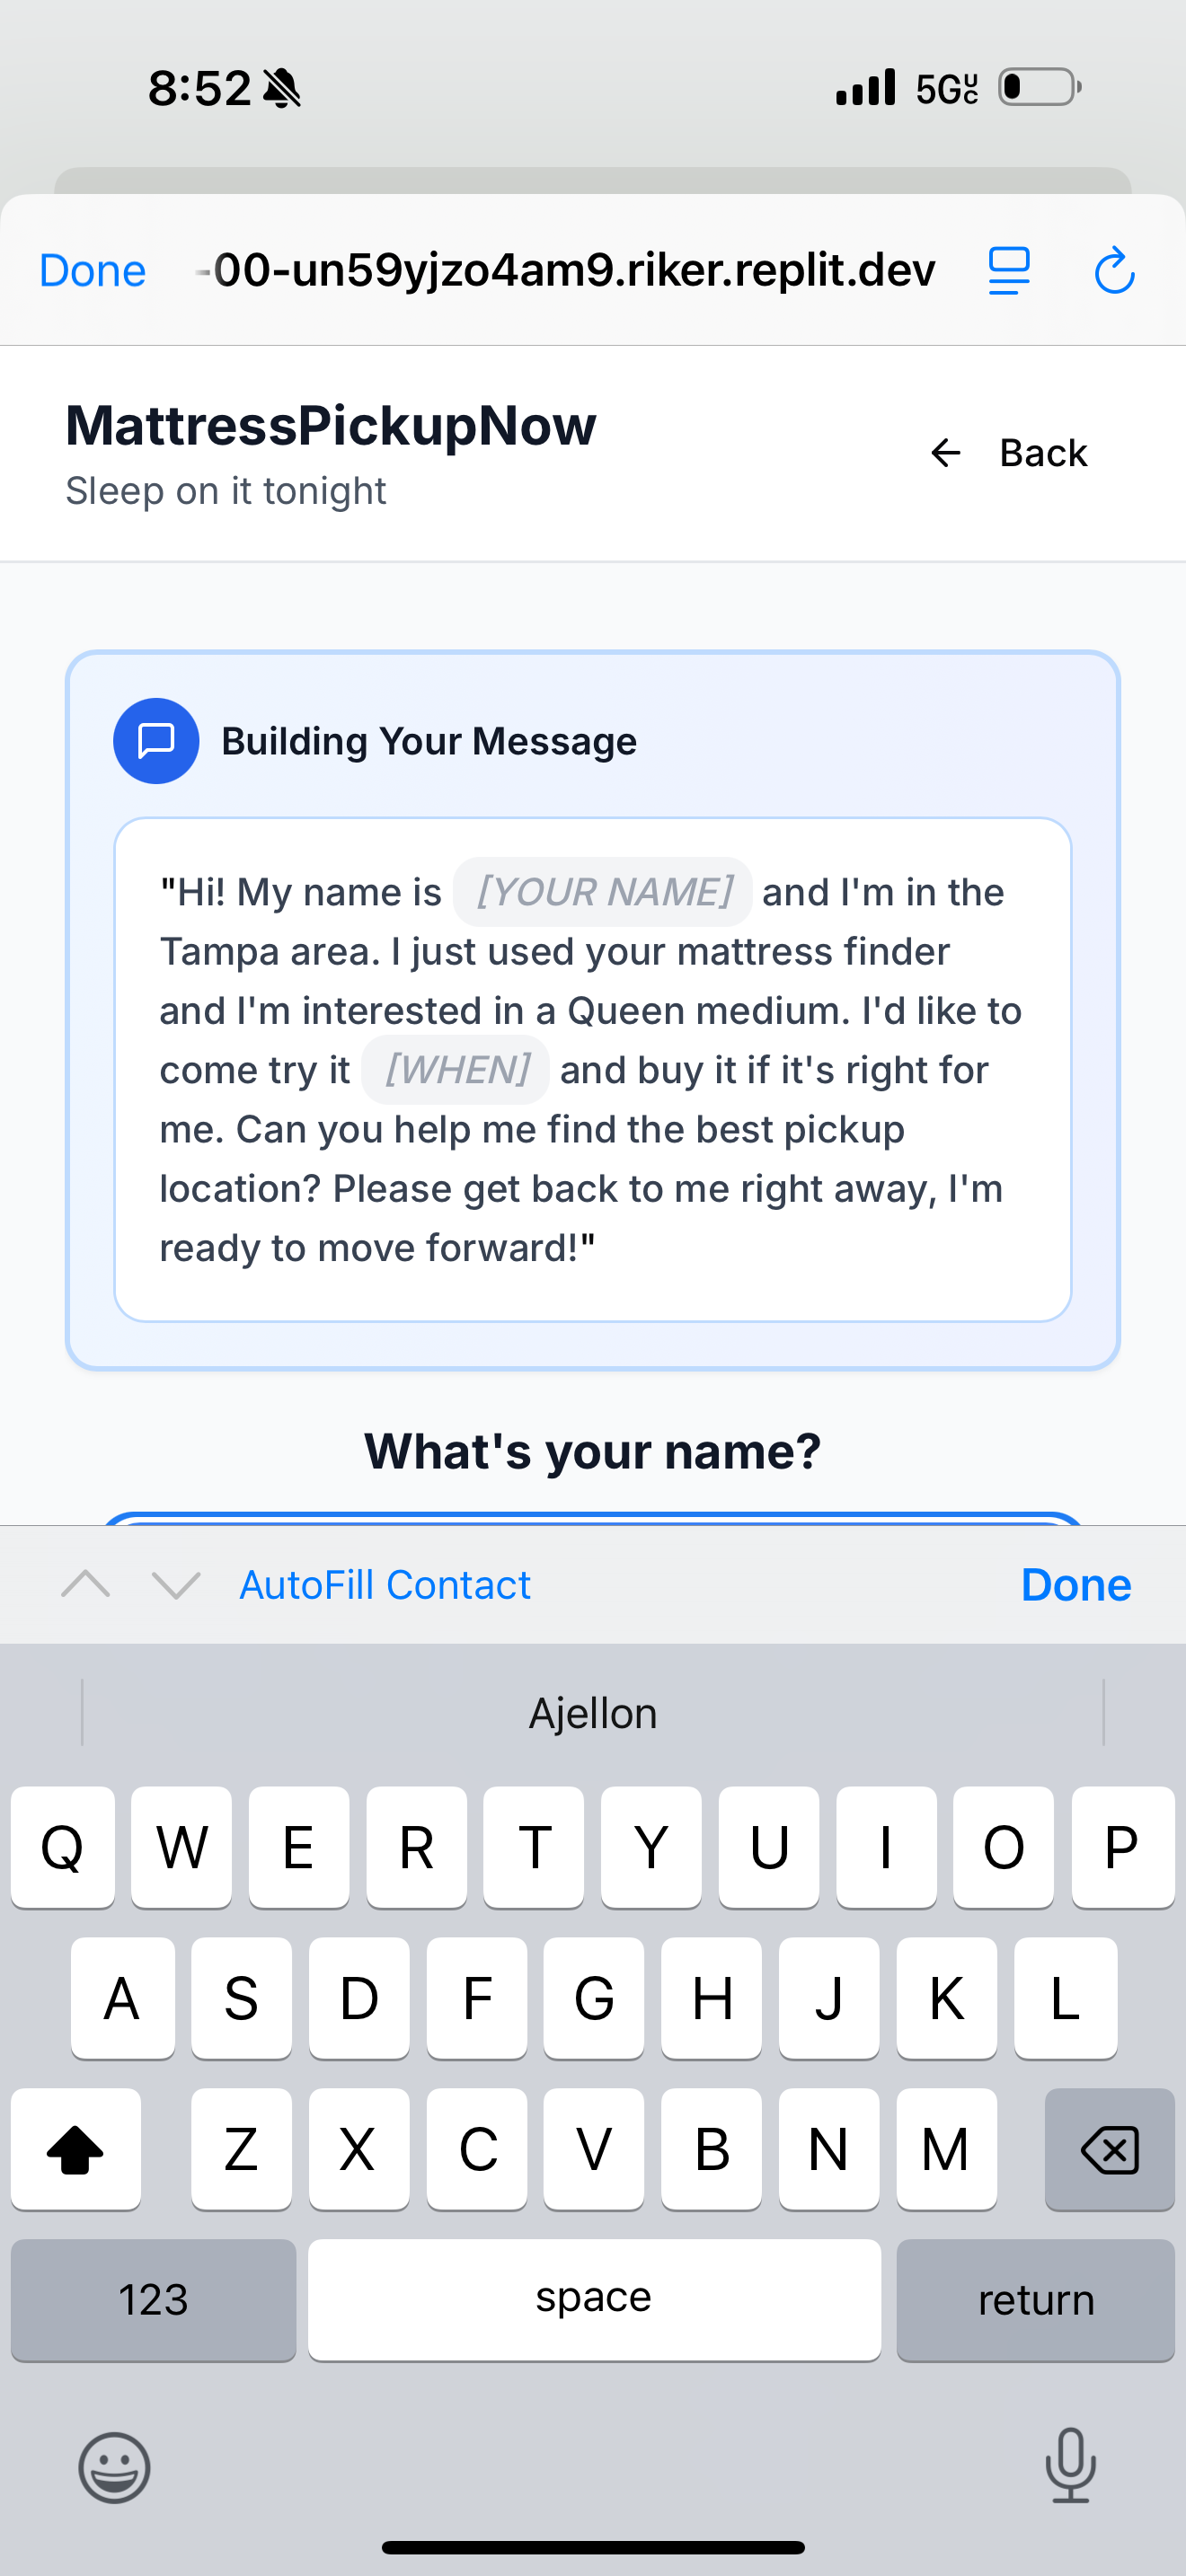 8:52
5GUC
Done
-00-un59yjzo4am9.riker.replit.dev
MattressPickupNow
Sleep on it tonight
Back
Building Your Message
"Hi! My name is [YOUR NAME] and I'm in the
Tampa area. I just used your mattress finder
and I'm interested in a Queen medium. I'd like to
come try it [WHEN] and buy it if it's right for
me. Can you help me find the best pickup
location? Please get back to me right away, I'm
ready to move forward!"
What's your name?
AutoFill Contact
Done
Ajellon
Q W E R T Y U I O P
A S D F G H J K L
Z X C V B N M
123
space
return